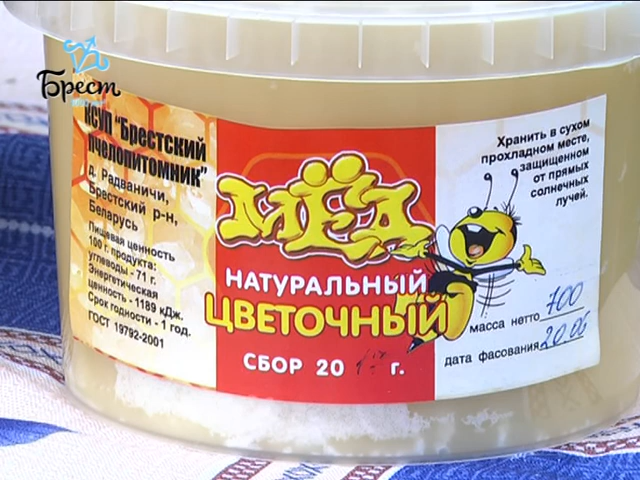 Брест
КСУП "Брестский
пчелопитомник"
д. Радваничи,
Брестский р-н,
Беларусь
Пищевая ценность
100 г. продукта:
углеводы - 71 г.
Энергетическая
ценность - 1189 кДж.
Срок годности - 1 год.
ГОСТ 19792-2001
МЁД
НАТУРАЛЬНЫЙ
ЦВЕТОЧНЫЙ
СБОР 20 г.
Хранить в сухом
прохладном месте,
защищенном
от прямых
солнечных
лучей.
масса нетто 700
дата фасования 20.06